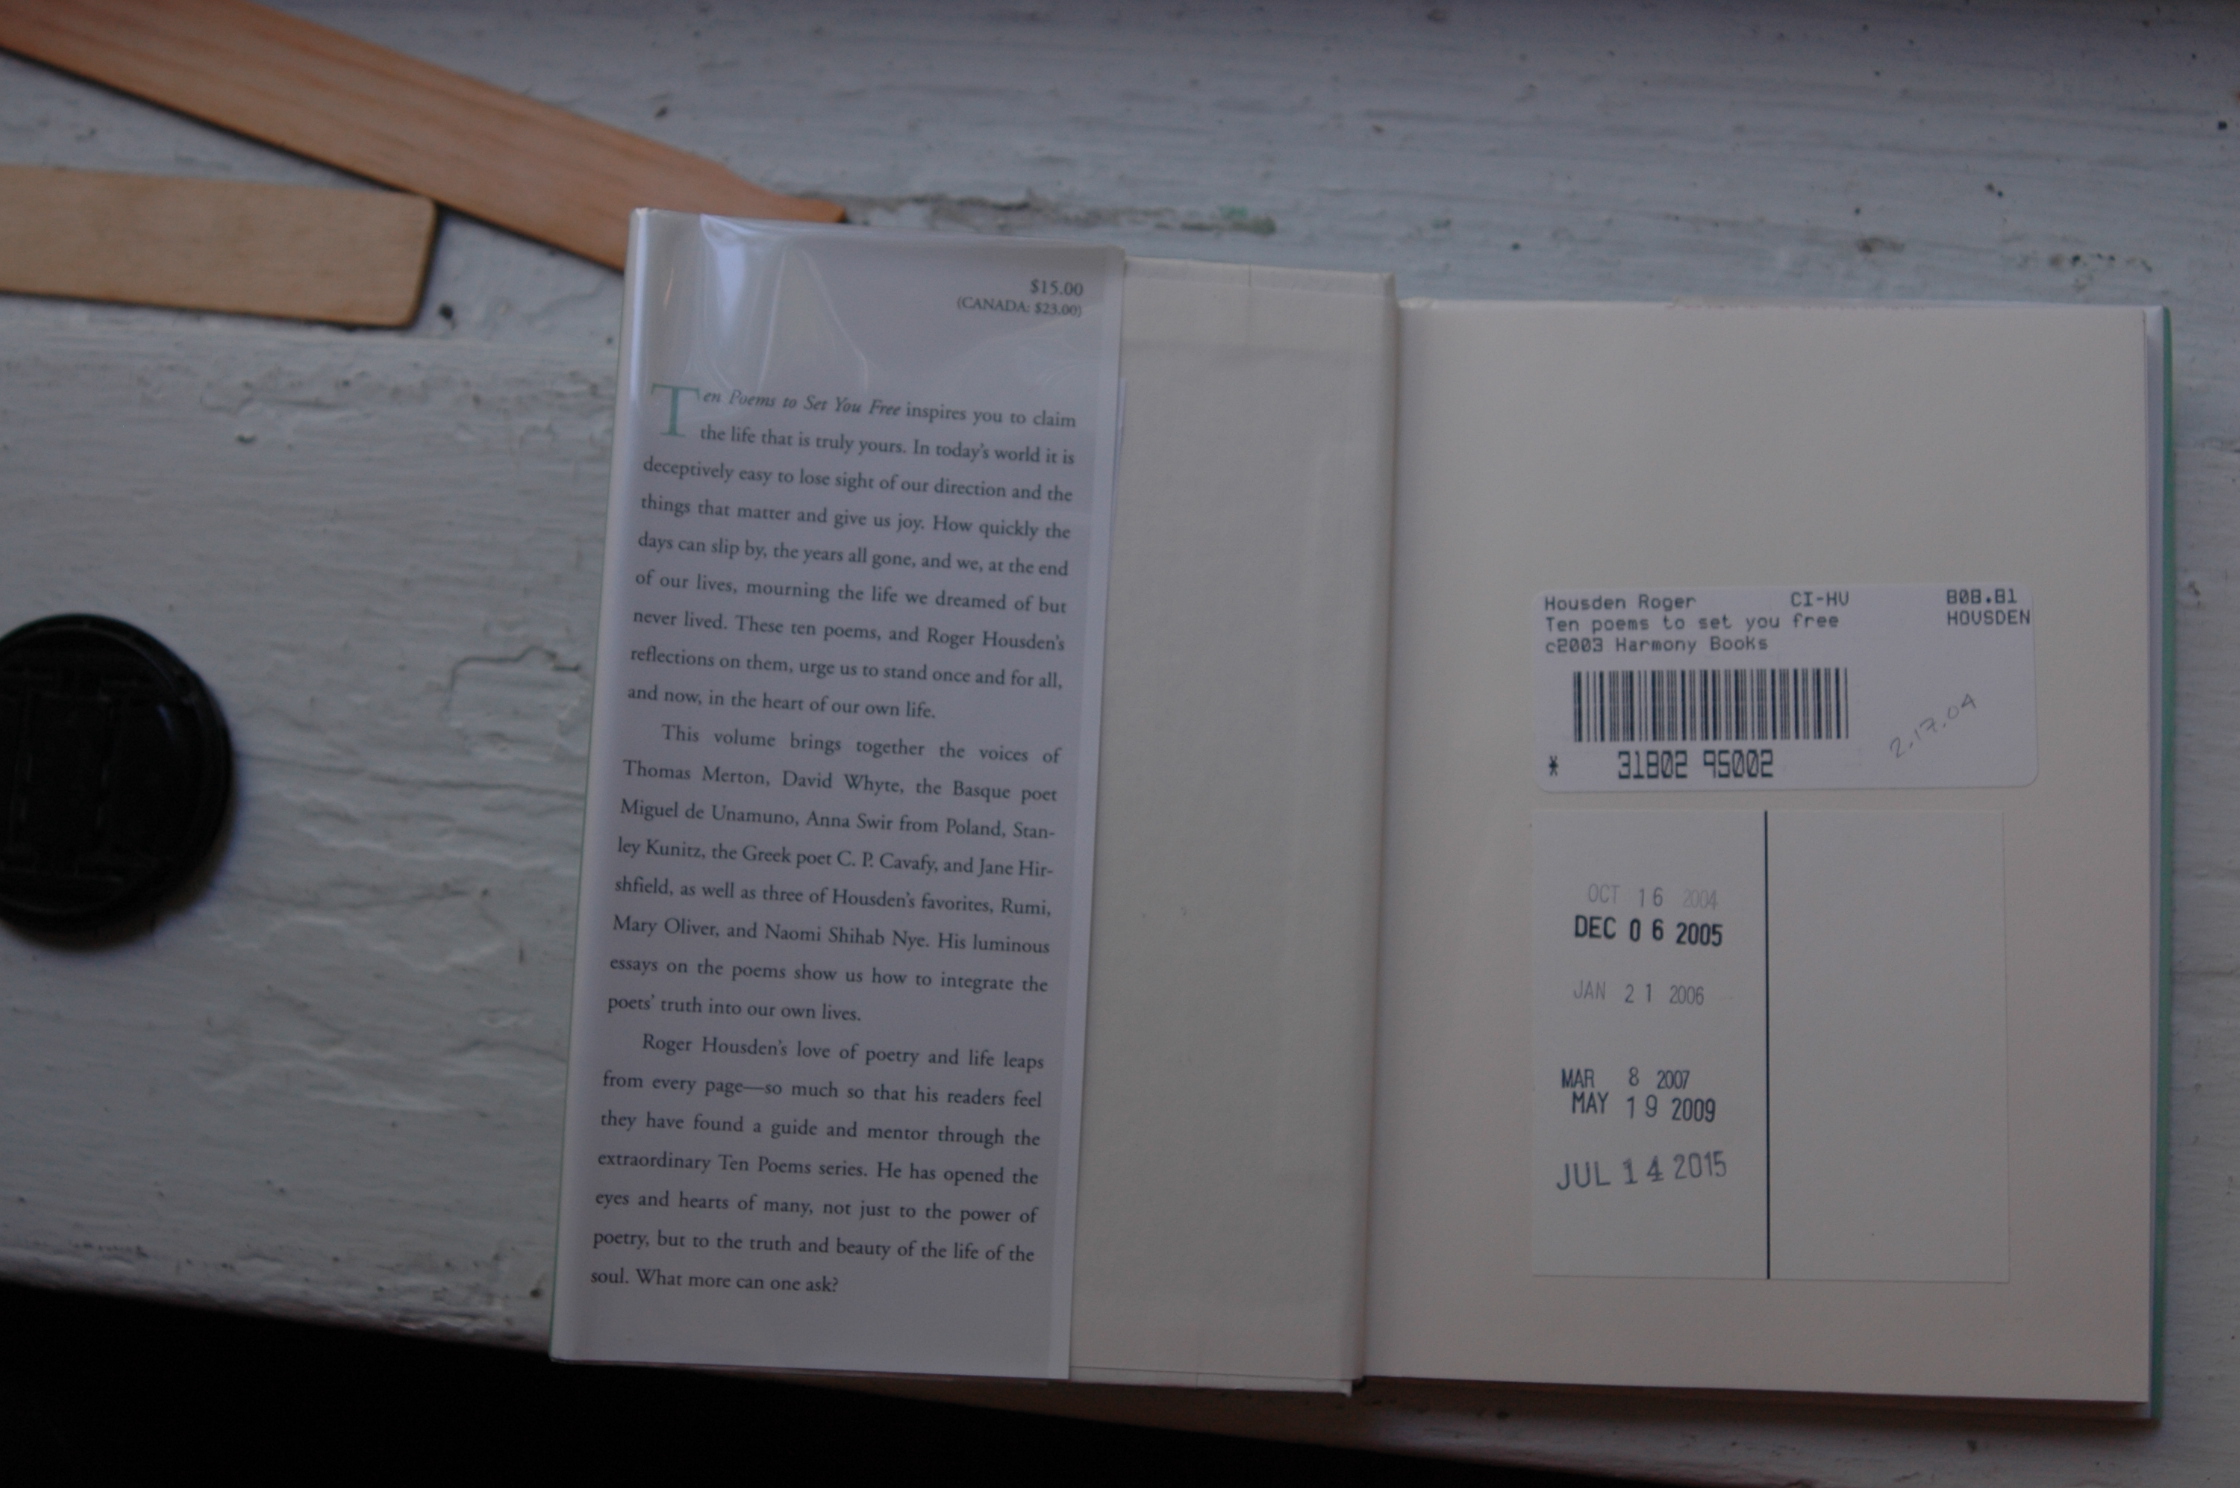 $15.00
(CANADA: $23.00)
Ten Poems to Set You Free inspires you to claim
the life that is truly yours. In today's world it is
deceptively easy to lose sight of our direction and the
things that matter and give us joy. How quickly the
days can slip by, the years all gone, and we, at the end
of our lives, mourning the life we dreamed of but
never lived. These ten poems, and Roger Housden's
reflections on them, urge us to stand once and for all,
and now, in the heart of our own life.
This volume brings together the voices of
Thomas Merton, David Whyte, the Basque poet
Miguel de Unamuno, Anna Swir from Poland, Stan-
ley Kunitz, the Greek poet C. P. Cavafy, and Jane Hir-
shfield, as well as three of Housden's favorites, Rumi,
Mary Oliver, and Naomi Shihab Nye. His luminous
essays on the poems show us how to integrate the
poets' truth into our own lives.
Roger Housden's love of poetry and life leaps
from every page—so much so that his readers feel
they have found a guide and mentor through the
extraordinary Ten Poems series. He has opened the
eyes and hearts of many, not just to the power of
poetry, but to the truth and beauty of the life of the
soul. What more can one ask?
Housden Roger CI-HU 808.81
Ten poems to set you free HOUSDEN
c2003 Harmony Books
* 31802 95002
OCT 16 2004
DEC 06 2005
JAN 21 2006
MAR 8 2007
MAY 19 2009
JUL 14 2015